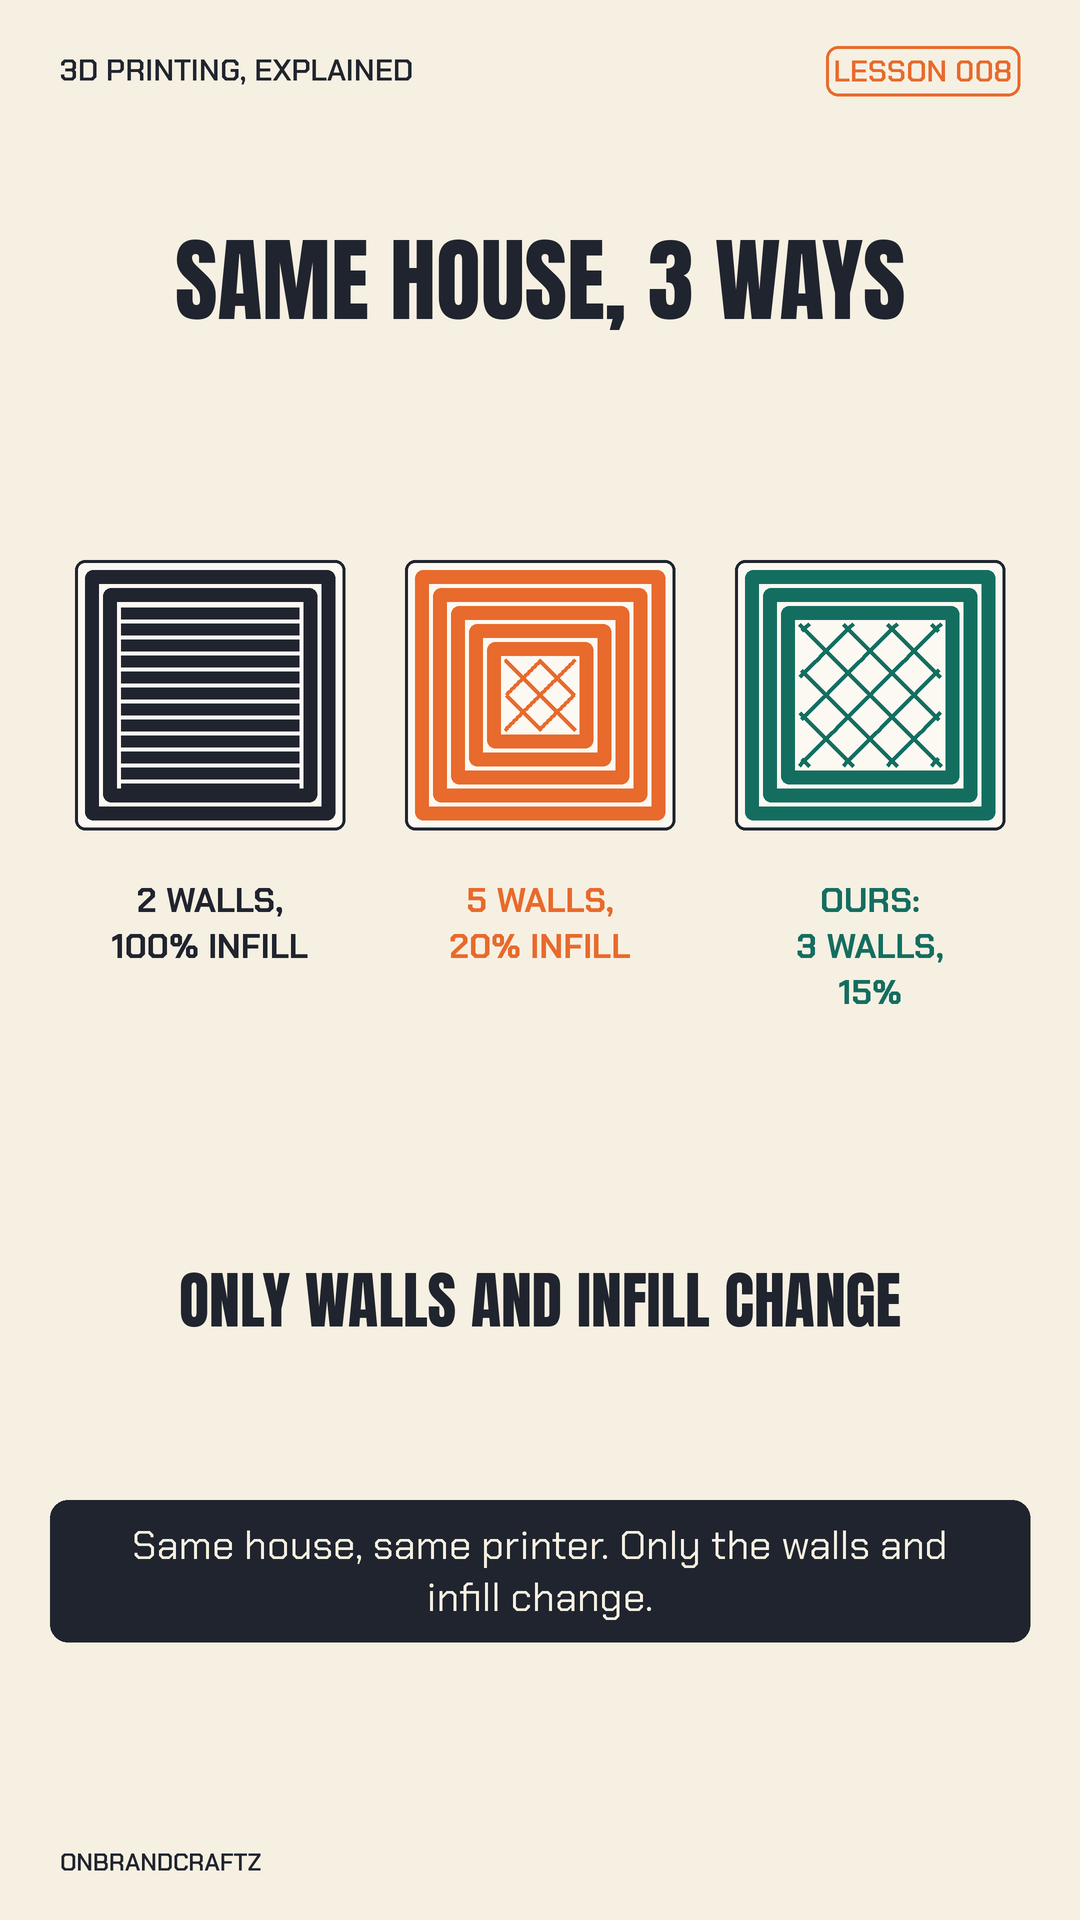 3D PRINTING, EXPLAINED
LESSON 008
SAME HOUSE, 3 WAYS
2 WALLS,
100% INFILL
5 WALLS,
20% INFILL
OURS:
3 WALLS,
15%
ONLY WALLS AND INFILL CHANGE
Same house, same printer. Only the walls and
infill change.
ONBRANDCRAFTZ